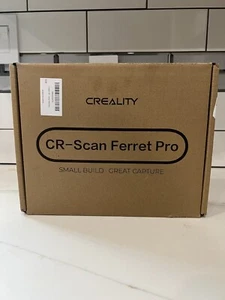 CREALITY
CR-Scan Ferret Pro
SMALL BUILD GREAT CAPTURE